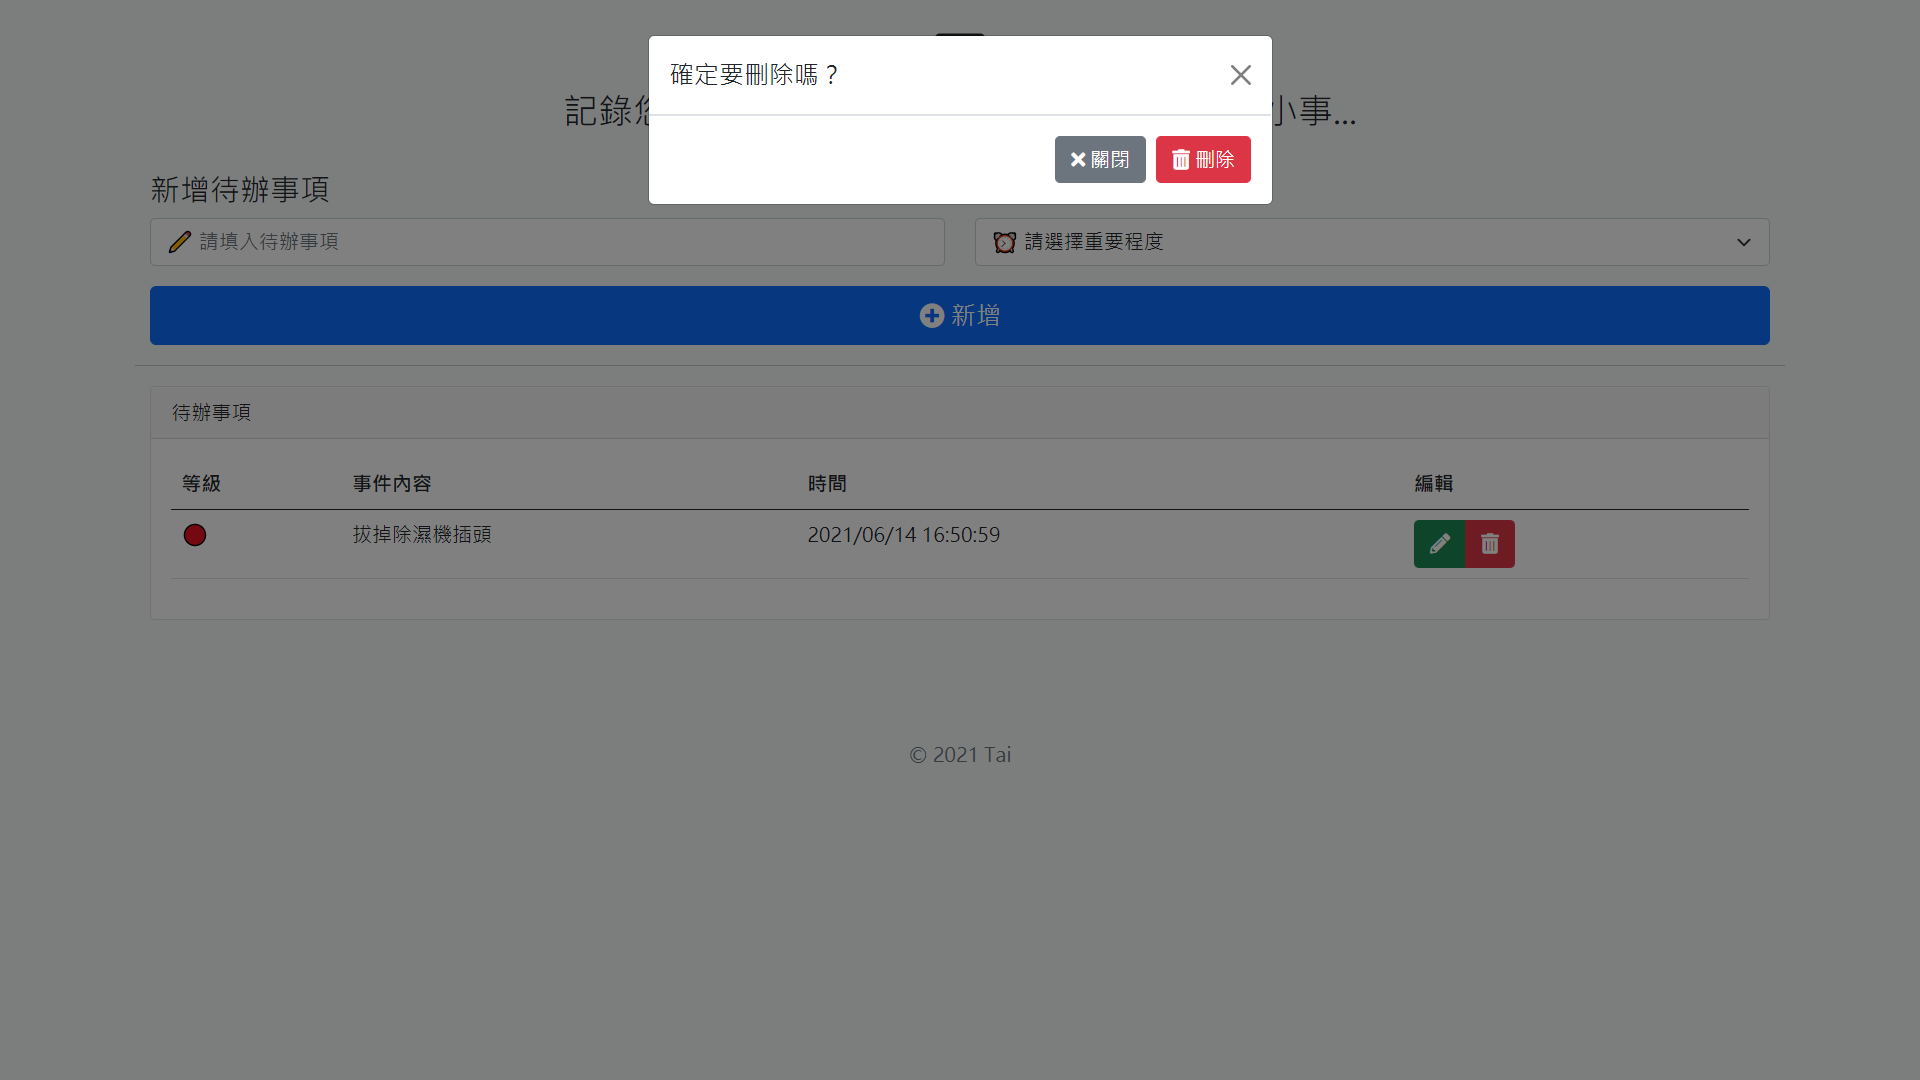 確定要刪除嗎？
關閉 刪除
記錄 小事...
新增待辦事項
請填入待辦事項 請選擇重要程度
新增
待辦事項
等級 事件內容 時間 編輯
拔掉除濕機插頭 2021/06/14 16:50:59
© 2021 Tai